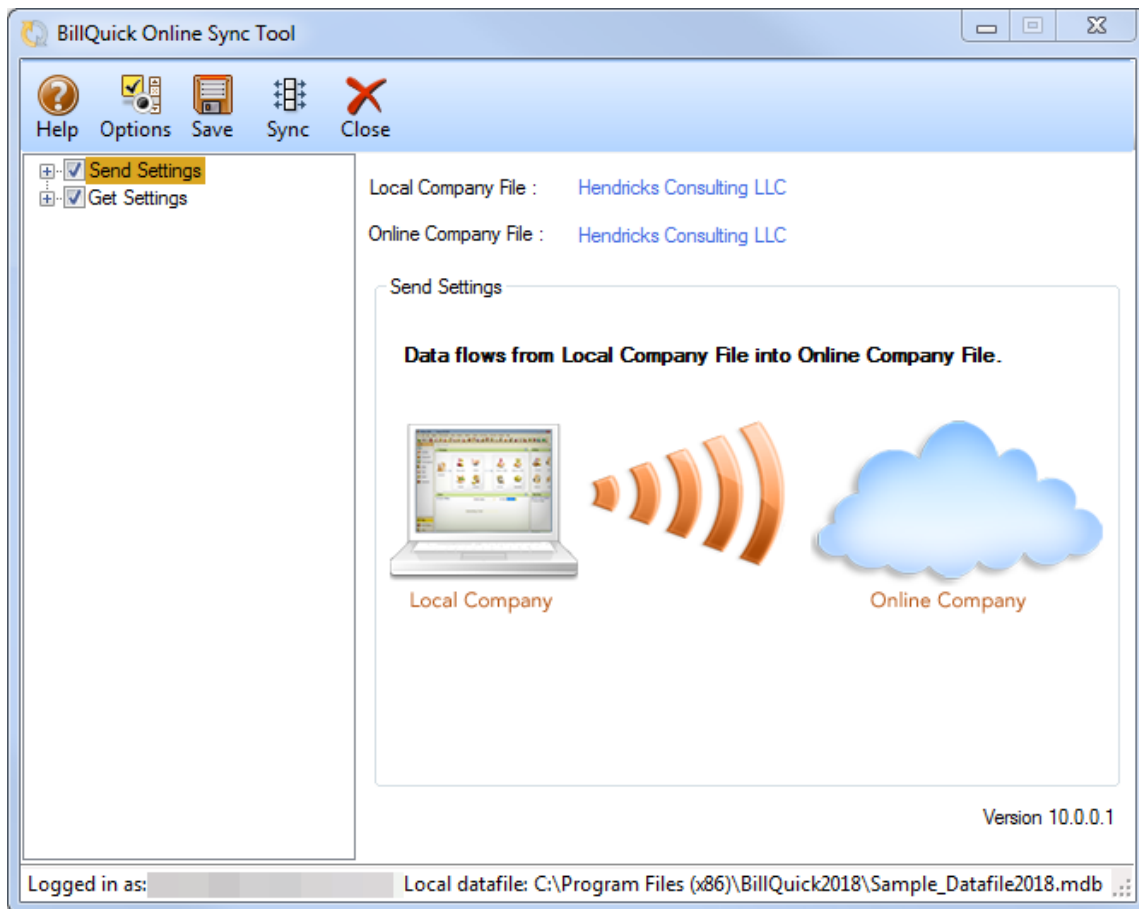 BillQuick Online Sync Tool
Help Options Save Sync Close
Send Settings
Get Settings
Local Company File : Hendricks Consulting LLC
Online Company File : Hendricks Consulting LLC
Send Settings
Data flows from Local Company File into Online Company File.
Local Company
Online Company
Version 10.0.0.1
Logged in as:
Local datafile: C:\Program Files (x86)\BillQuick2018\Sample_Datafile2018.mdb